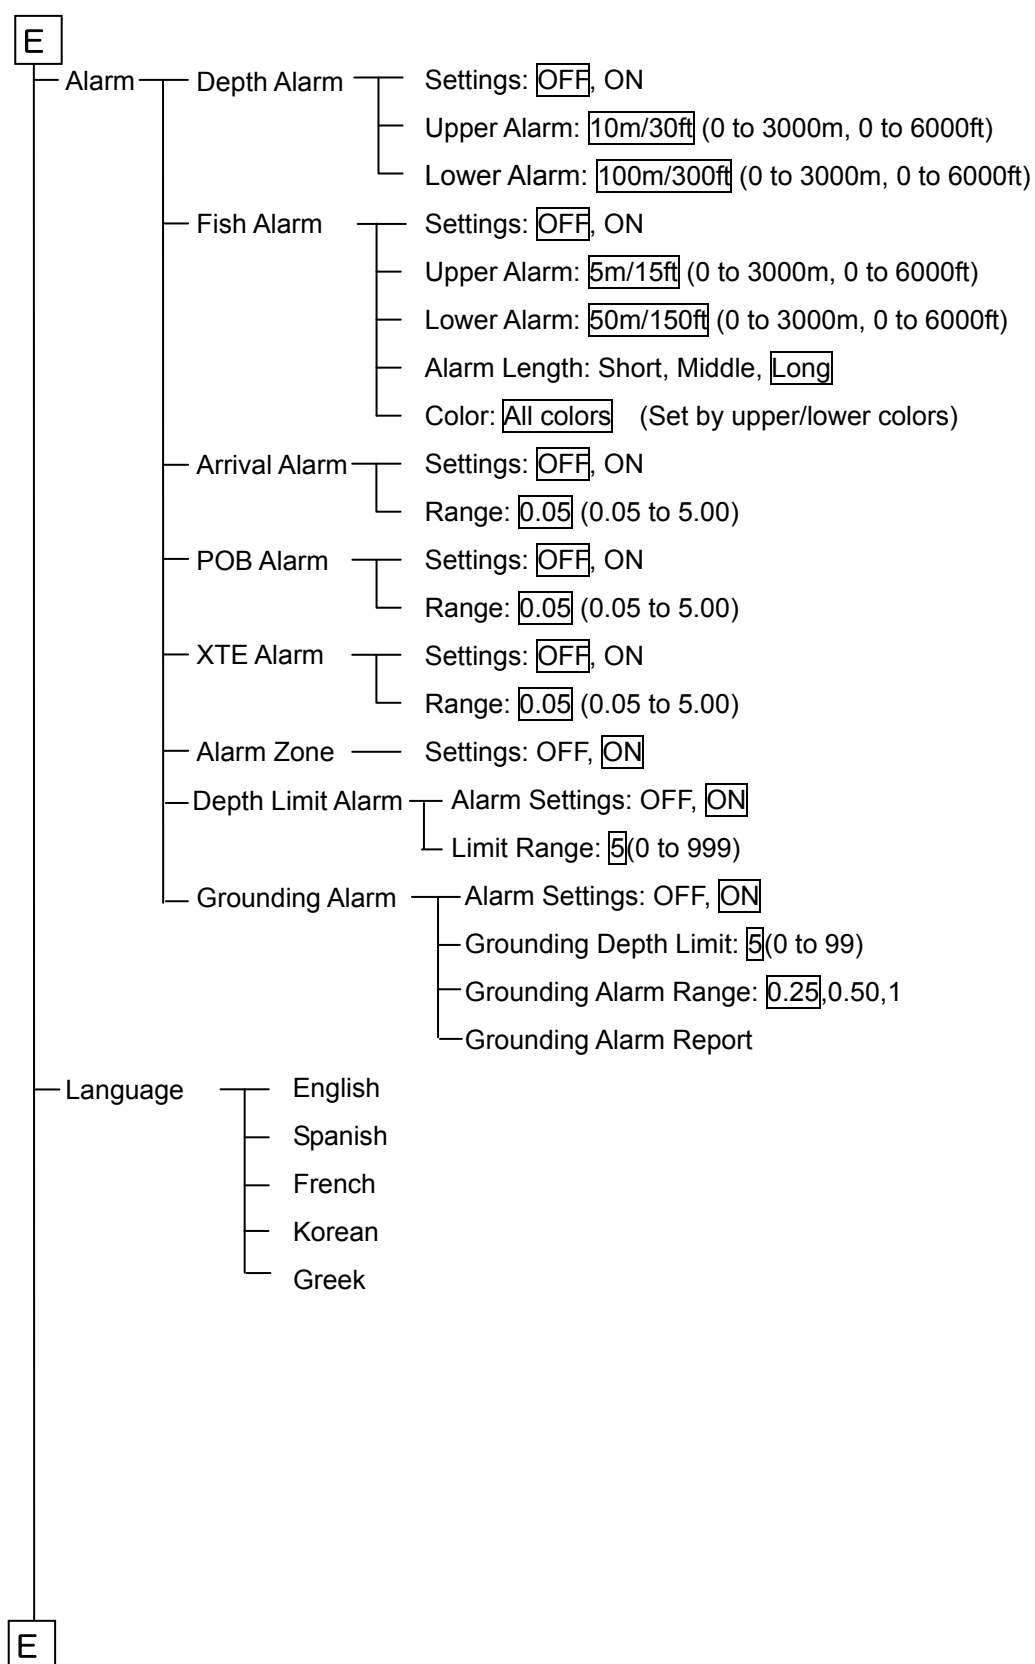 E
Alarm Depth Alarm Settings: OFF, ON
Upper Alarm: 10m/30ft (0 to 3000m, 0 to 6000ft)
Lower Alarm: 100m/300ft (0 to 3000m, 0 to 6000ft)
Fish Alarm Settings: OFF, ON
Upper Alarm: 5m/15ft (0 to 3000m, 0 to 6000ft)
Lower Alarm: 50m/150ft (0 to 3000m, 0 to 6000ft)
Alarm Length: Short, Middle, Long
Color: All colors (Set by upper/lower colors)
Arrival Alarm Settings: OFF, ON
Range: 0.05 (0.05 to 5.00)
POB Alarm Settings: OFF, ON
Range: 0.05 (0.05 to 5.00)
XTE Alarm Settings: OFF, ON
Range: 0.05 (0.05 to 5.00)
Alarm Zone Settings: OFF, ON
Depth Limit Alarm Alarm Settings: OFF, ON
Limit Range: 5(0 to 999)
Grounding Alarm Alarm Settings: OFF, ON
Grounding Depth Limit: 5(0 to 99)
Grounding Alarm Range: 0.25,0.50,1
Grounding Alarm Report
Language English
Spanish
French
Korean
Greek
E